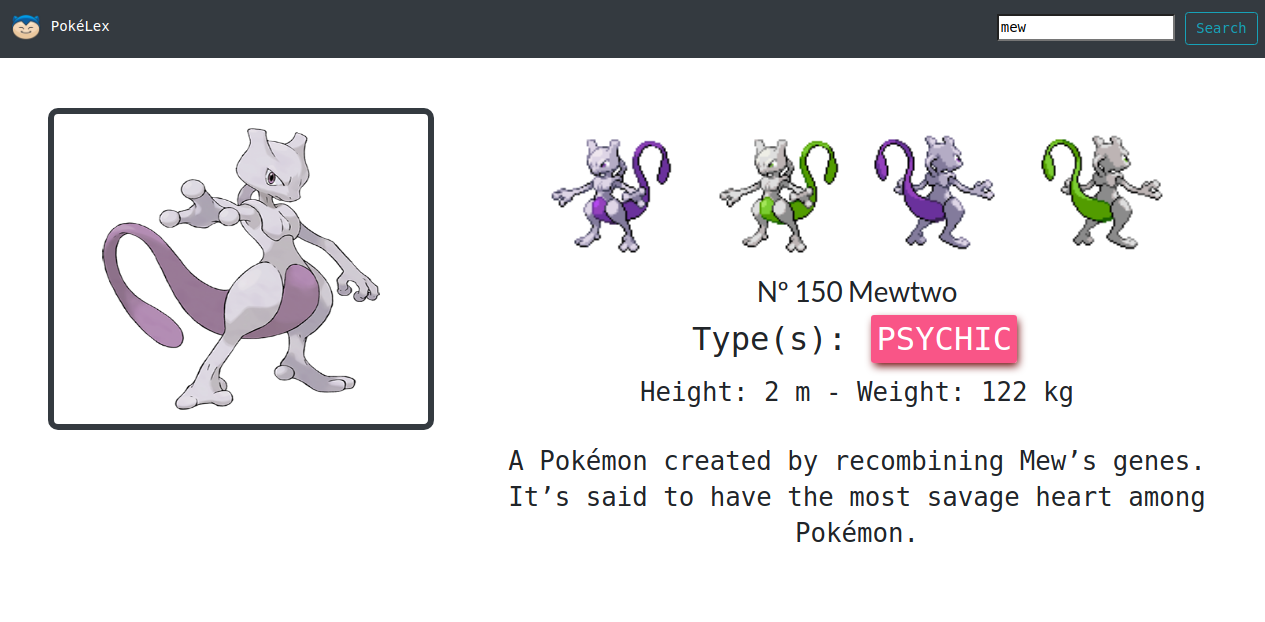 PokéLex
mew
Search
Nº 150 Mewtwo
Type(s): PSYCHIC
Height: 2 m - Weight: 122 kg
A Pokémon created by recombining Mew’s genes.
It’s said to have the most savage heart among
Pokémon.